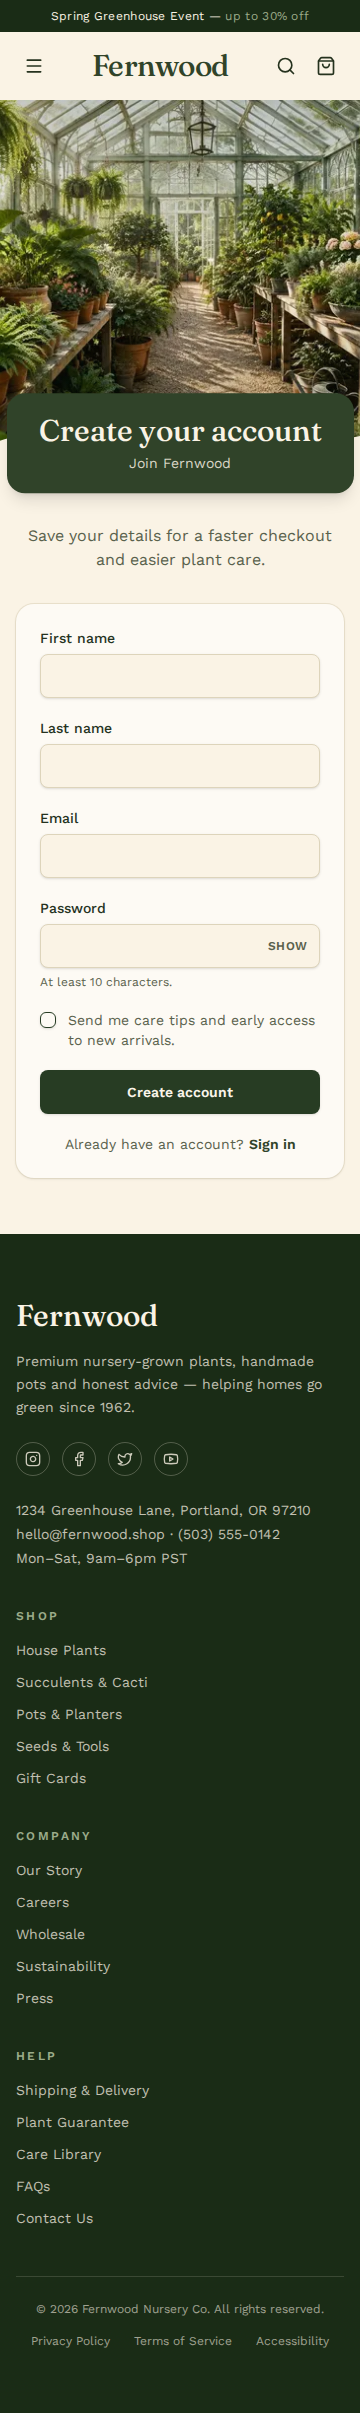 Spring Greenhouse Event — up to 30% off
Fernwood
Create your account
Join Fernwood
Save your details for a faster checkout
and easier plant care.
First name
Last name
Email
Password
SHOW
At least 10 characters.
Send me care tips and early access
to new arrivals.
Create account
Already have an account? Sign in
Fernwood
Premium nursery-grown plants, handmade
pots and honest advice — helping homes go
green since 1962.
1234 Greenhouse Lane, Portland, OR 97210
hello@fernwood.shop · (503) 555-0142
Mon–Sat, 9am–6pm PST
SHOP
House Plants
Succulents & Cacti
Pots & Planters
Seeds & Tools
Gift Cards
COMPANY
Our Story
Careers
Wholesale
Sustainability
Press
HELP
Shipping & Delivery
Plant Guarantee
Care Library
FAQs
Contact Us
© 2026 Fernwood Nursery Co. All rights reserved.
Privacy Policy Terms of Service Accessibility